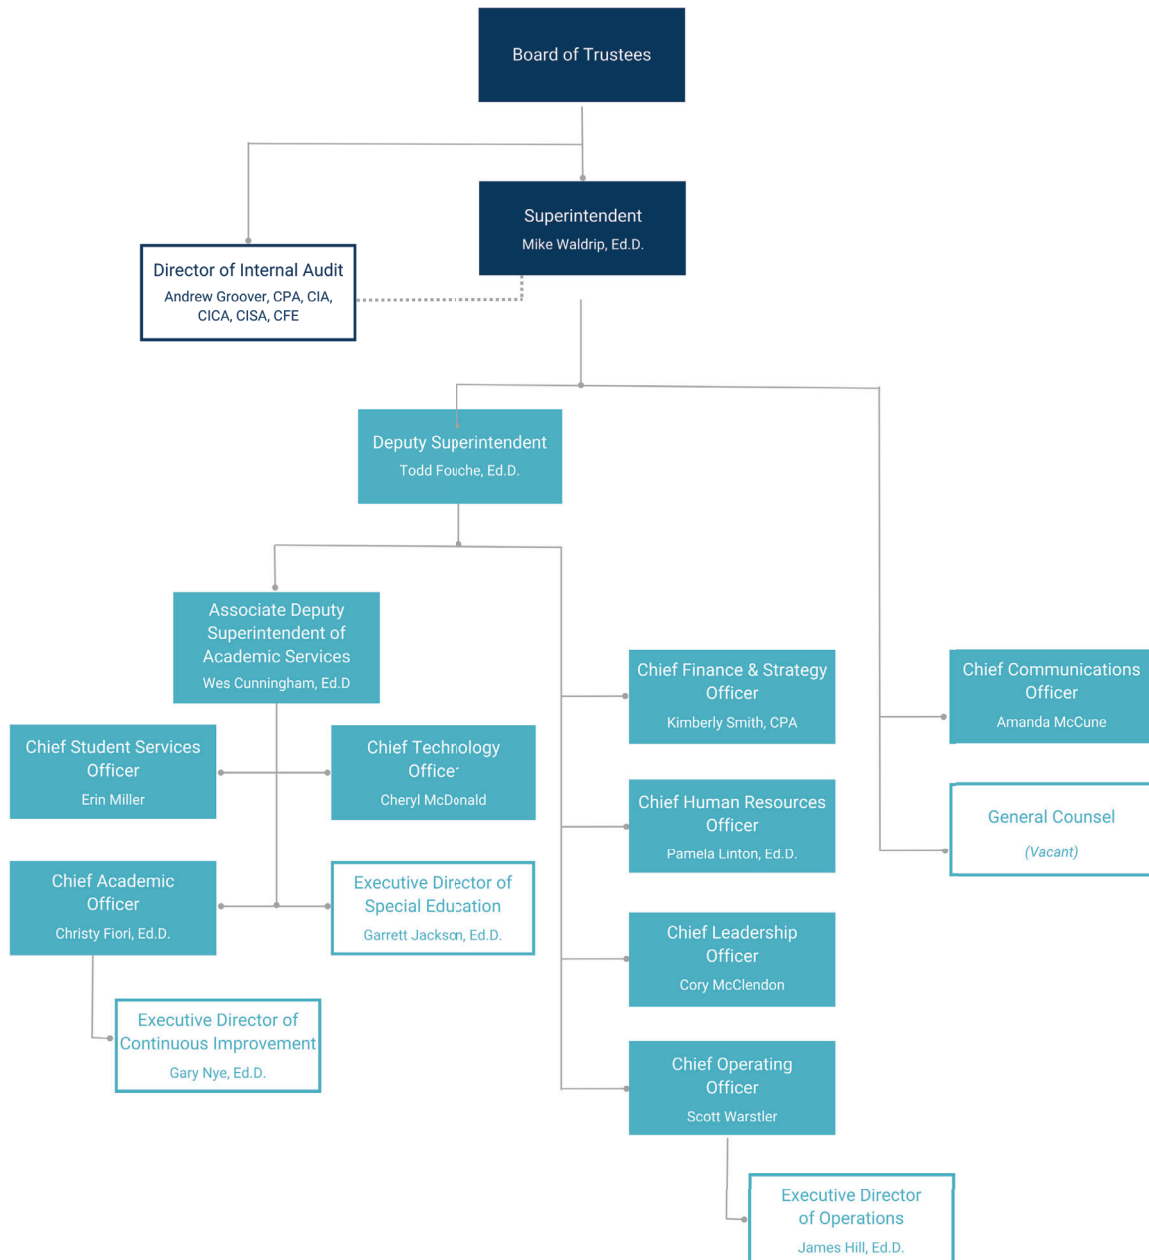 Board of Trustees
Superintendent
Mike Waldrip, Ed.D.
Director of Internal Audit
Andrew Groover, CPA, CIA,
CICA, CISA, CFE
Deputy Superintendent
Todd Fouche, Ed.D.
Associate Deputy
Superintendent of
Academic Services
Wes Cunningham, Ed.D
Chief Student Services
Officer
Erin Miller
Chief Technology
Officer
Cheryl McDonald
Chief Academic
Officer
Christy Fiori, Ed.D.
Executive Director of
Special Education
Garrett Jackson, Ed.D.
Executive Director of
Continuous Improvement
Gary Nye, Ed.D.
Chief Finance & Strategy
Officer
Kimberly Smith, CPA
Chief Human Resources
Officer
Pamela Linton, Ed.D.
Chief Leadership
Officer
Cory McClendon
Chief Operating
Officer
Scott Warstler
Executive Director
of Operations
James Hill, Ed.D.
Chief Communications
Officer
Amanda McCune
General Counsel
(Vacant)